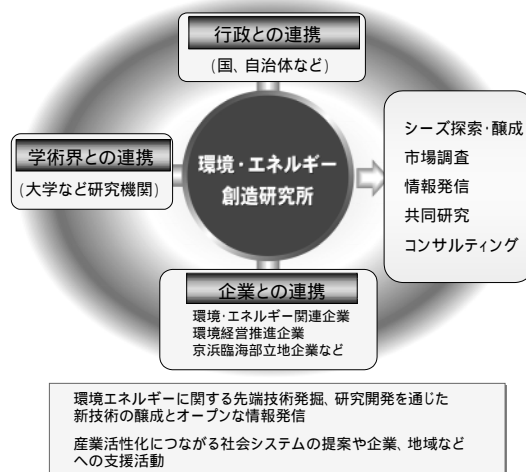 行政との連携
(国、自治体など)
学術界との連携
(大学など研究機関)
環境・エネルギー
創造研究所
シーズ探索・醸成
市場調査
情報発信
共同研究
コンサルティング
企業との連携
環境・エネルギー関連企業
環境経営推進企業
京浜臨海部立地企業など
環境エネルギーに関する先端技術発掘、研究開発を通じた
新技術の醸成とオープンな情報発信
産業活性化につながる社会システムの提案や企業、地域など
への支援活動